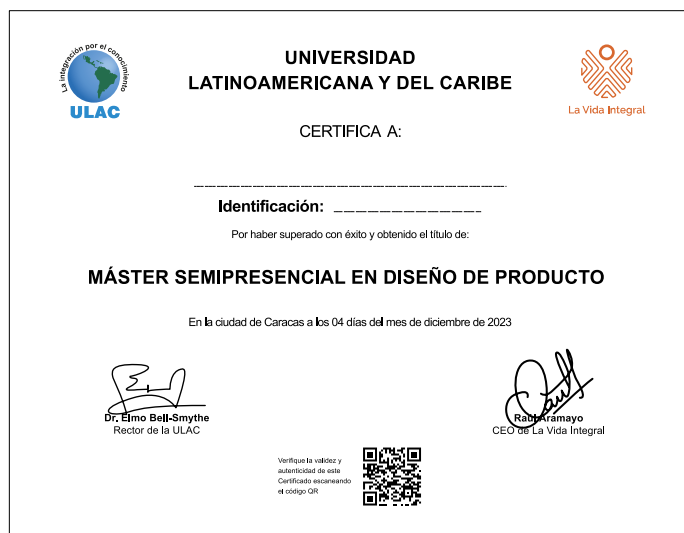 La integración por el conocimiento
ULAC
UNIVERSIDAD
LATINOAMERICANA Y DEL CARIBE
La Vida Integral
CERTIFICA A:
Identificación:
Por haber superado con éxito y obtenido el título de:
MÁSTER SEMIPRESENCIAL EN DISEÑO DE PRODUCTO
En la ciudad de Caracas a los 04 días del mes de diciembre de 2023
Dr. Elmo Bell-Smythe
Rector de la ULAC
Raúl Aramayo
CEO de La Vida Integral
Verifique la validez y
autenticidad de este
Certificado escaneando
el código QR